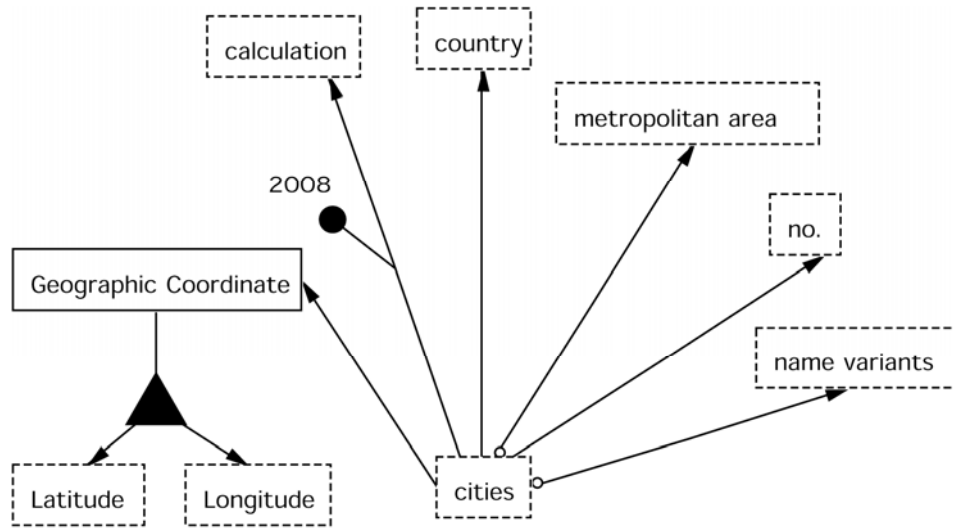 calculation
country
metropolitan area
2008
no.
Geographic Coordinate
name variants
Latitude
Longitude
cities